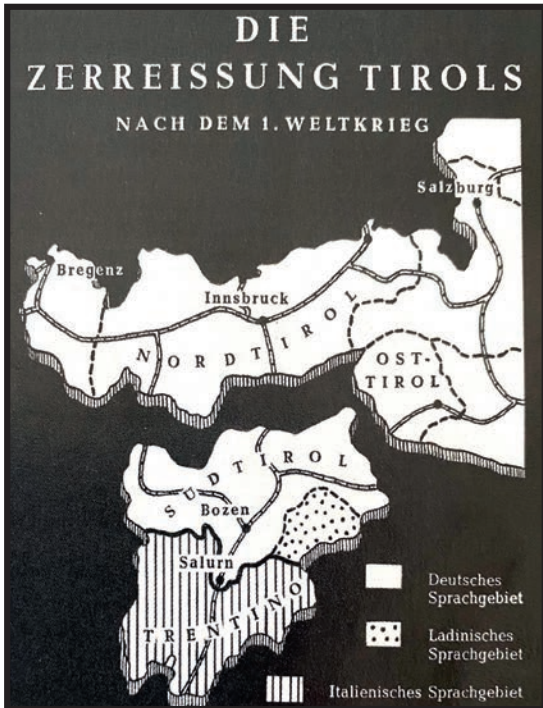 DIE
ZERREISSUNG TIROLS
NACH DEM 1. WELTKRIEG
Salzburg
Bregenz
Innsbruck
NORDTIROL
OST-
TIROL
SÜDTIROL
Bozen
Salurn
TRENTINO
Deutsches
Sprachgebiet
Ladinisches
Sprachgebiet
Italienisches Sprachgebiet